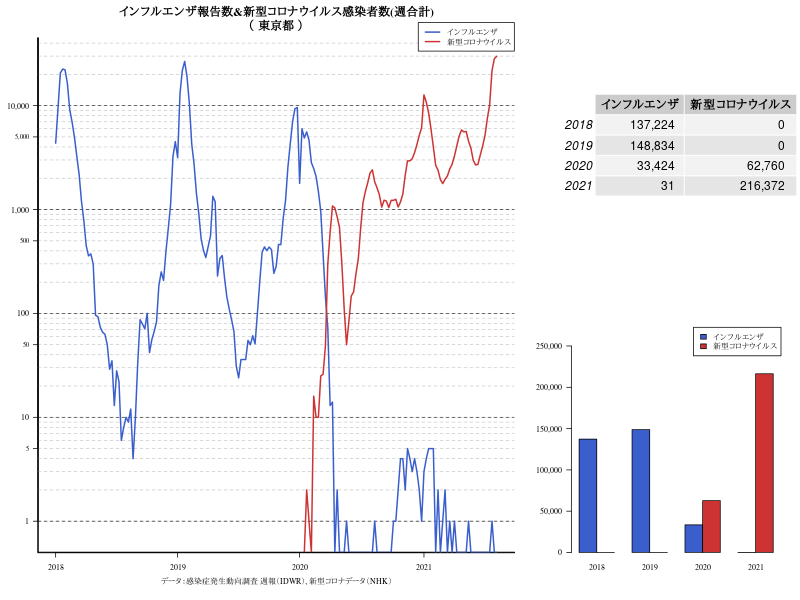 インフルエンザ報告数&新型コロナウイルス感染者数(週合計)
( 東京都 )
インフルエンザ
新型コロナウイルス
10,000
5,000
1,000
500
100
50
10
5
1
2018 2019 2020 2021
データ:感染症発生動向調査 週報(IDWR)、新型コロナデータ(NHK)
インフルエンザ 新型コロナウイルス
2018 137,224 0
2019 148,834 0
2020 33,424 62,760
2021 31 216,372
インフルエンザ
新型コロナウイルス
250,000
200,000
150,000
100,000
50,000
0
2018 2019 2020 2021